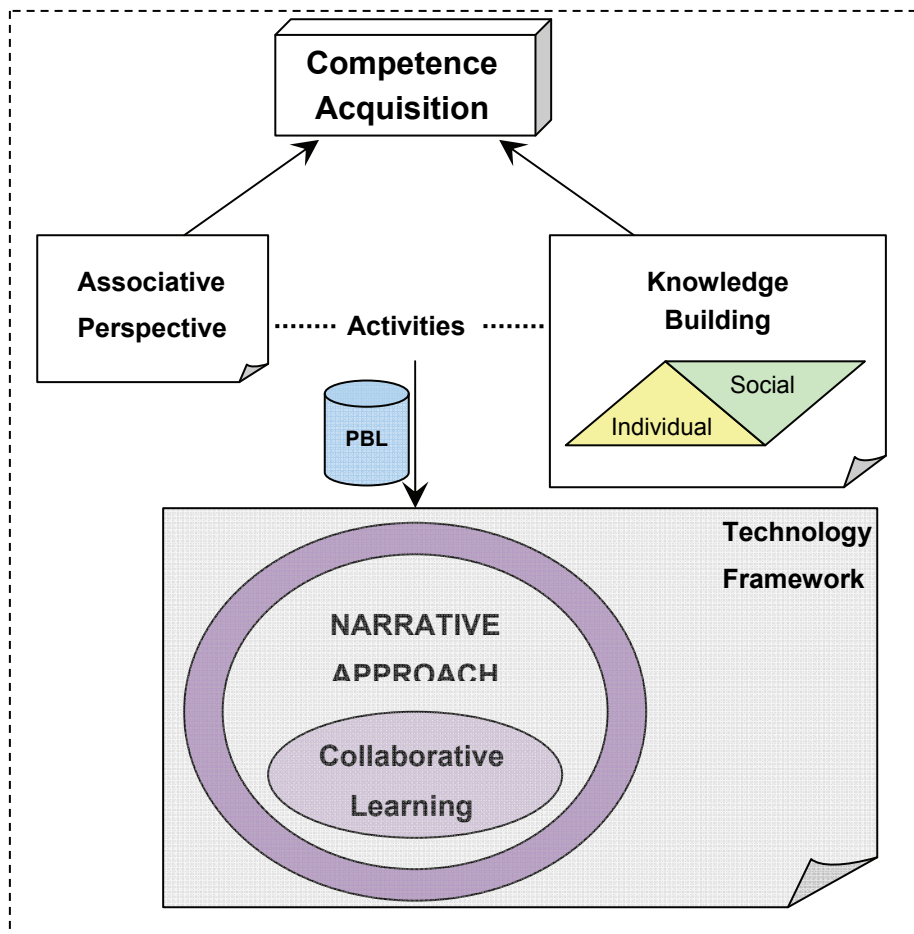 Competence
Acquisition
Associative
Perspective
Activities
Knowledge
Building
Social
Individual
PBL
Technology
Framework
NARRATIVE
APPROACH
Collaborative
Learning